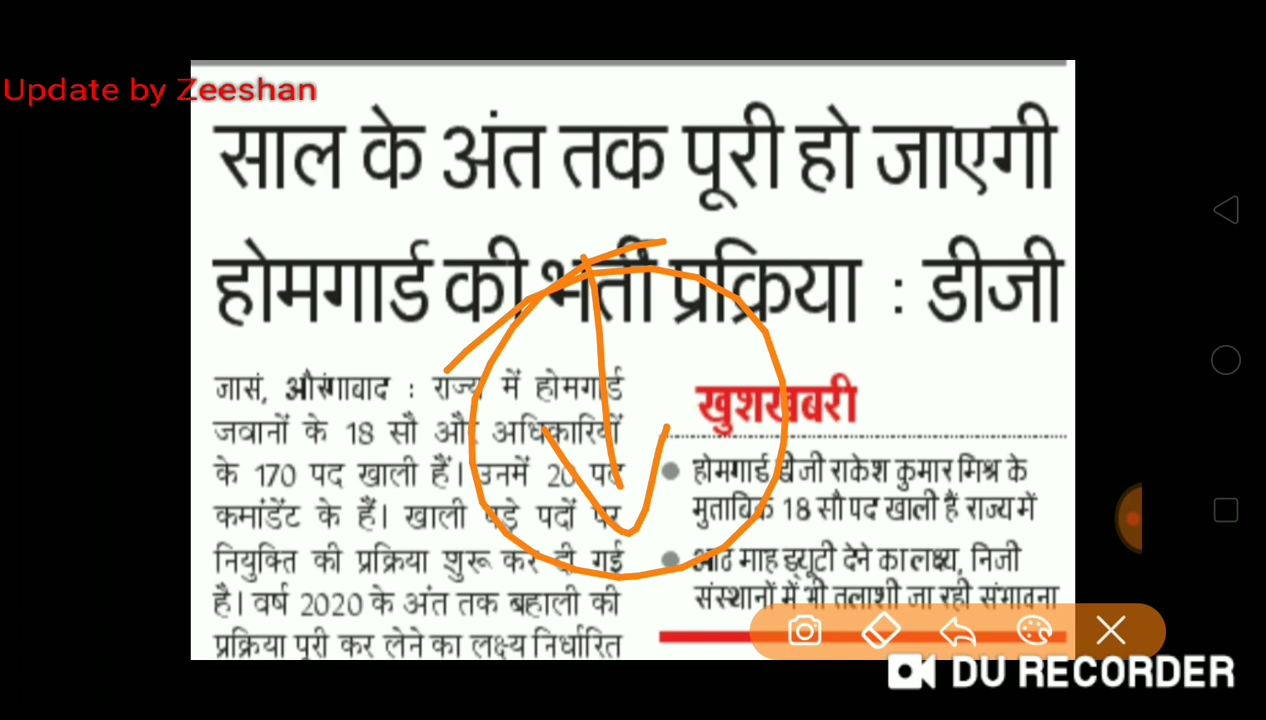 Update by Zeeshan
साल के अंत तक पूरी हो जाएगी
होमगार्ड की भर्ती प्रक्रिया : डीजी
जासं, औरंगाबाद : राज्य में होमगार्ड
जवानों के 18 सौ और अधिकारियों
के 170 पद खाली हैं। उनमें 20 पद
कमांडेंट के हैं। खाली पड़े पदों पर
नियुक्ति की प्रक्रिया शुरू कर दी गई
है। वर्ष 2020 के अंत तक बहाली की
प्रक्रिया पूरी कर लेने का लक्ष्य निर्धारित
खुशखबरी
होमगार्ड डीजी राकेश कुमार मिश्र के
मुताबिक 18 सौ पद खाली हैं राज्य में
आठ माह ड्यूटी देने का लक्ष्य, निजी
संस्थानों में भी तलाशी जा रही संभावना
DU RECORDER